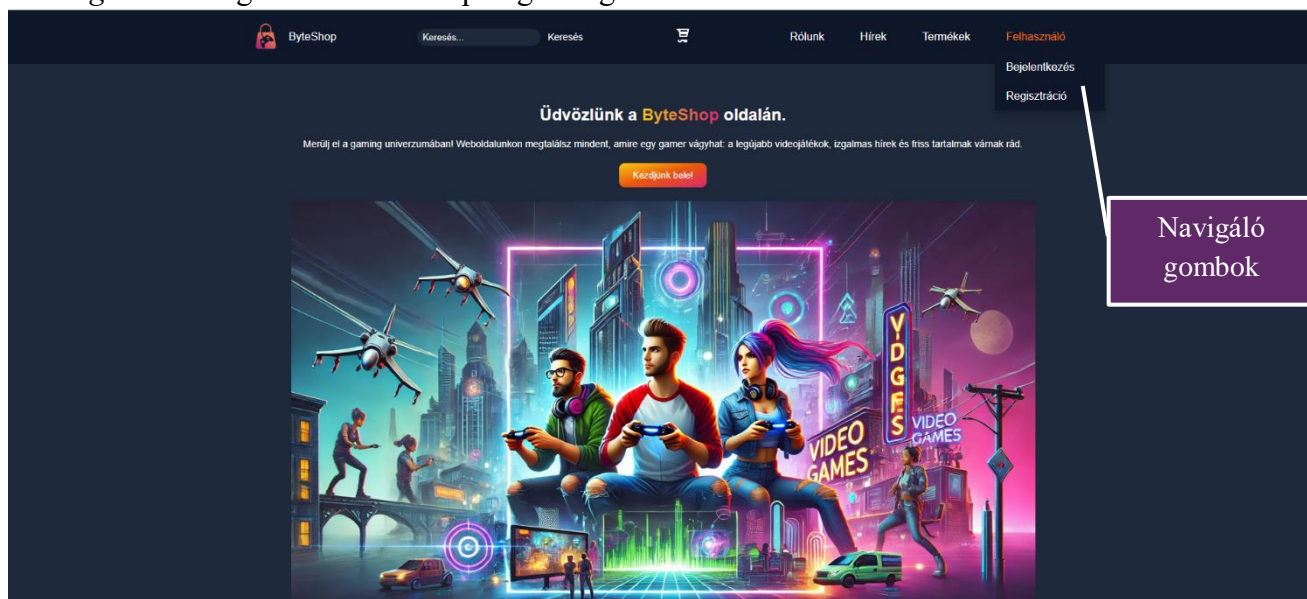 ByteShop
Keresés...
Keresés
Rólunk
Hírek
Termékek
Felhasználó
Bejelentkezés
Regisztráció
Üdvözlünk a ByteShop oldalán.
Merülj el a gaming univerzumában! Weboldalunkon megtalálsz mindent, amire egy gamer vágyhat: a legújabb videojátékok, izgalmas hírek és friss tartalmak várnak rád.
Kezdjünk bele!
Navigáló
gombok
VIDEO
GAMES
VIDEO
GAMES